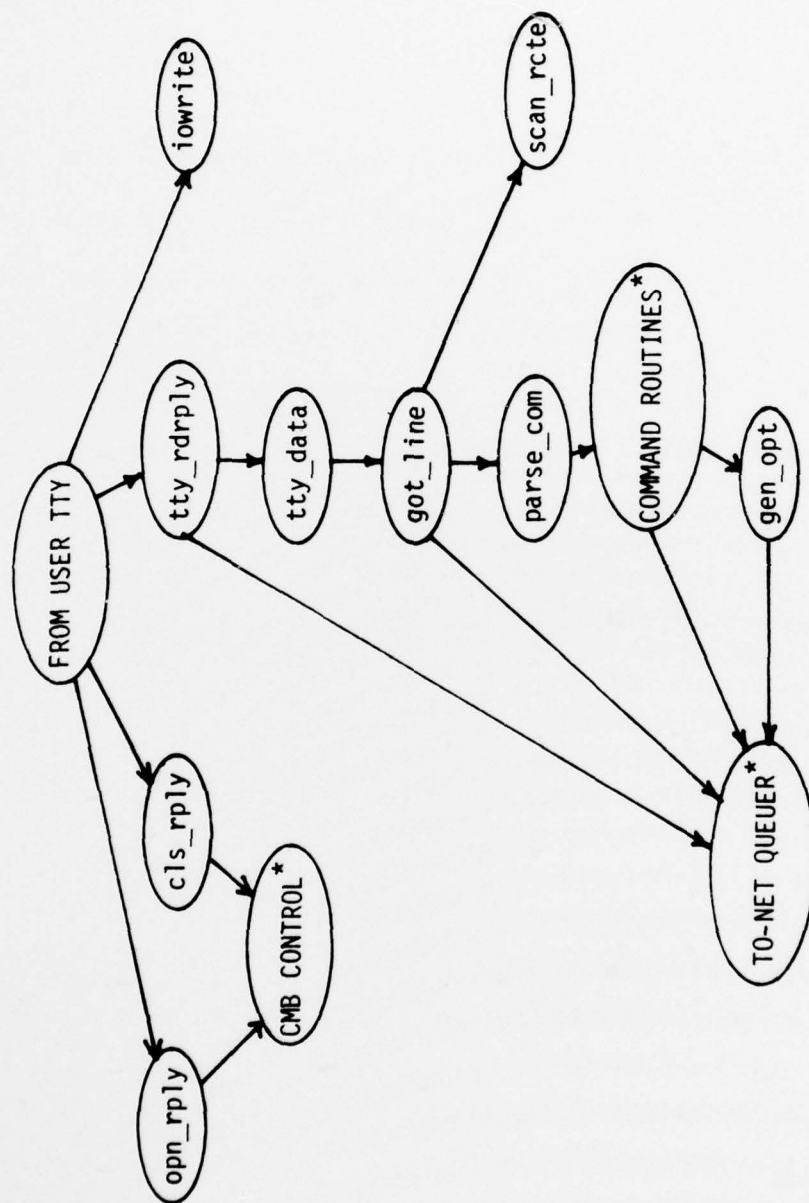 FROM USER TTY
opn_rply
cls_rply
tty_rdrply
iowrite
CMB CONTROL*
tty_data
got_line
scan_rcte
parse_com
COMMAND ROUTINES*
gen_opt
TO-NET QUEUER*